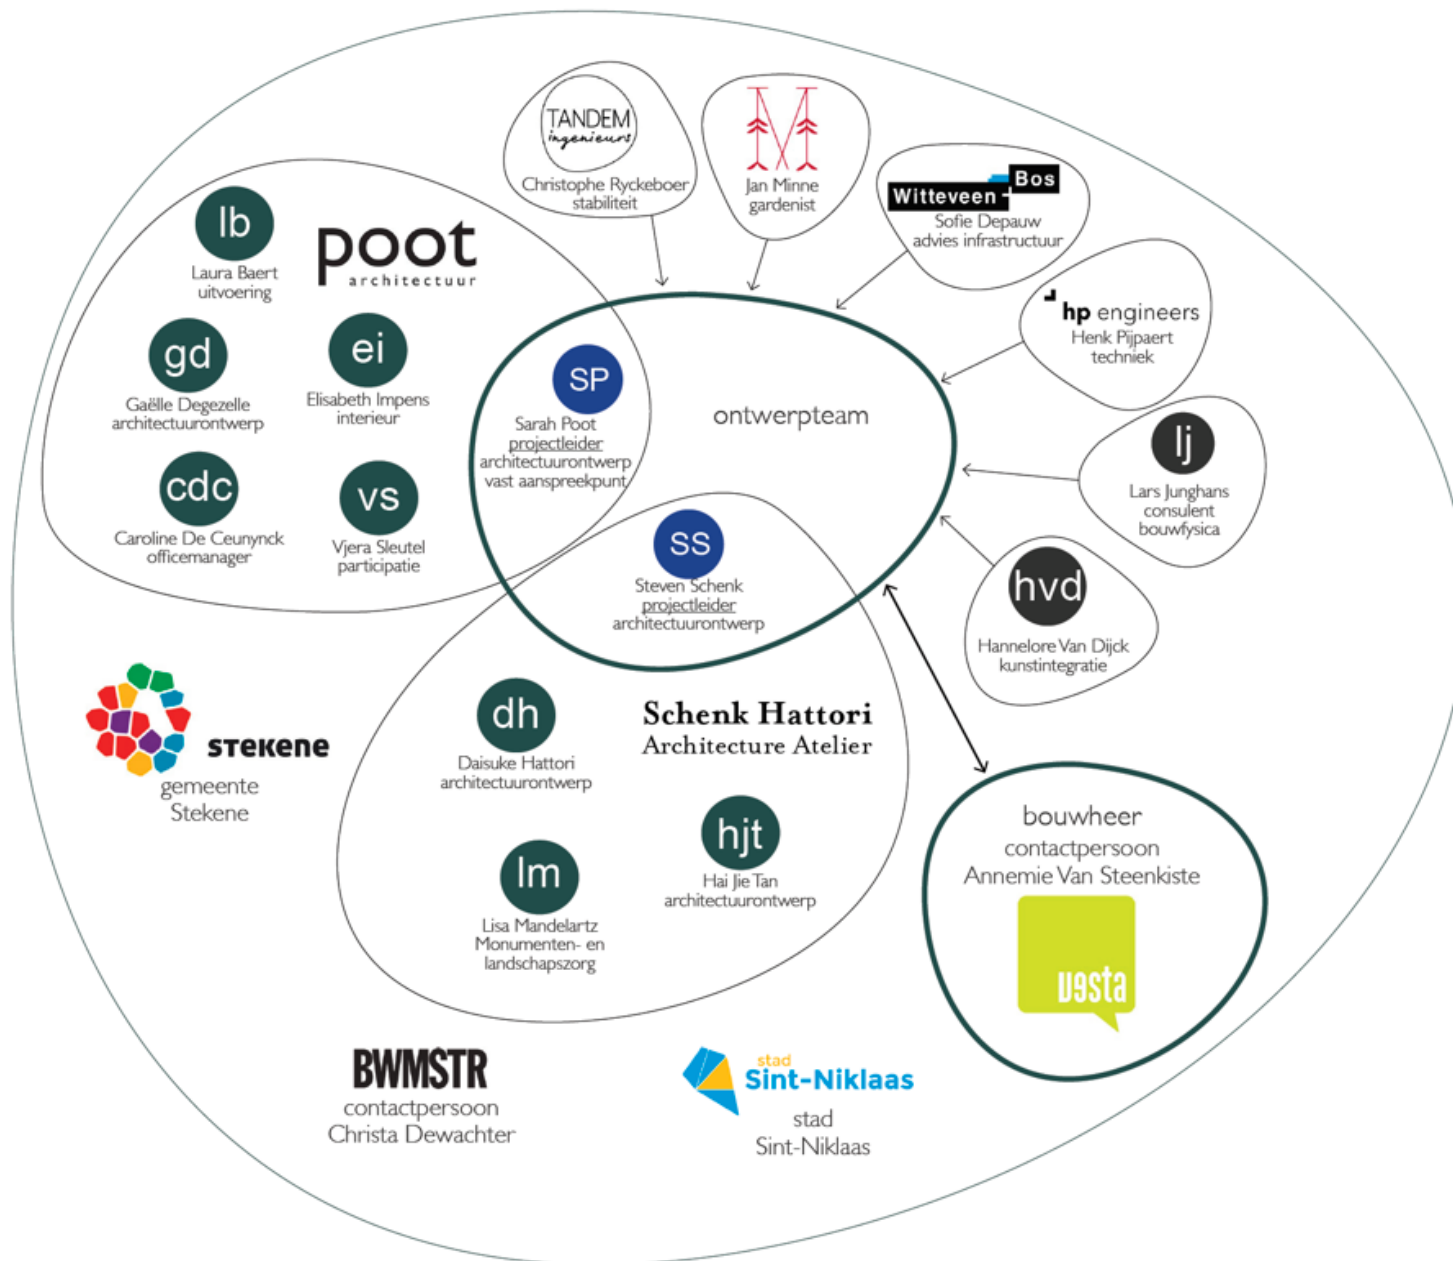 TANDEM
ingenieurs
Christophe Ryckeboer
stabiliteit
Jan Minne
gardenist
Witteveen
Bos
Sofie Depauw
advies infrastructuur
hp engineers
Henk Pijpaert
techniek
lj
Lars Junghans
consulent
bouwfysica
hvd
Hannelore Van Dijck
kunstintegratie
lb
Laura Baert
uitvoering
poot
architectuur
gd
Gaëlle Degezelle
architectuurontwerp
ei
Elisabeth Impens
interieur
cdc
Caroline De Ceunynck
officemanager
vs
Vjera Sleutel
participatie
SP
Sarah Poot
projectleider
architectuurontwerp
vast aanspreekpunt
ontwerpteam
SS
Steven Schenk
projectleider
architectuurontwerp
dh
Daisuke Hattori
architectuurontwerp
Schenk Hattori
Architecture Atelier
lm
Lisa Mandelartz
Monumenten- en
landschapszorg
hjt
Hai Jie Tan
architectuurontwerp
STEKENE
gemeente
Stekene
bouwheer
contactpersoon
Annemie Van Steenkiste
vesta
BWMSTR
contactpersoon
Christa Dewachter
stad
Sint-Niklaas
stad
Sint-Niklaas